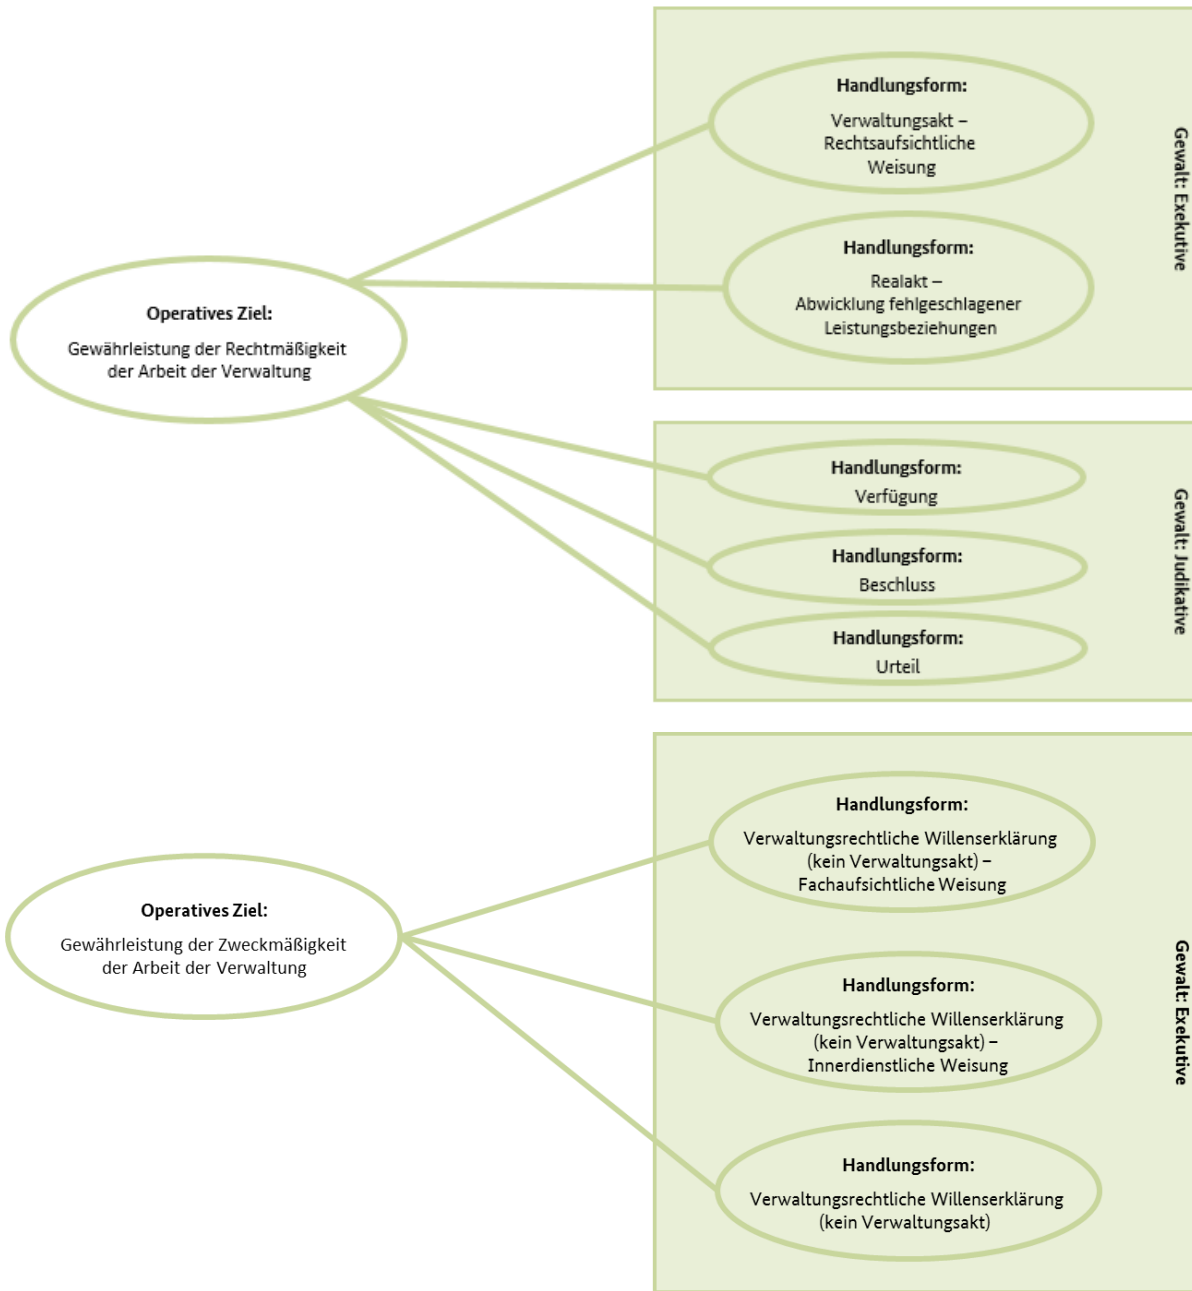 Handlungsform:
Verwaltungsakt –
Rechtsaufsichtliche
Weisung
Handlungsform:
Realakt –
Abwicklung fehlgeschlagener
Leistungsbeziehungen
Gewalt: Exekutive
Operatives Ziel:
Gewährleistung der Rechtmäßigkeit
der Arbeit der Verwaltung
Handlungsform:
Verfügung
Handlungsform:
Beschluss
Handlungsform:
Urteil
Gewalt: Judikative
Operatives Ziel:
Gewährleistung der Zweckmäßigkeit
der Arbeit der Verwaltung
Handlungsform:
Verwaltungsrechtliche Willenserklärung
(kein Verwaltungsakt) –
Fachaufsichtliche Weisung
Handlungsform:
Verwaltungsrechtliche Willenserklärung
(kein Verwaltungsakt) –
Innerdienstliche Weisung
Handlungsform:
Verwaltungsrechtliche Willenserklärung
(kein Verwaltungsakt)
Gewalt: Exekutive